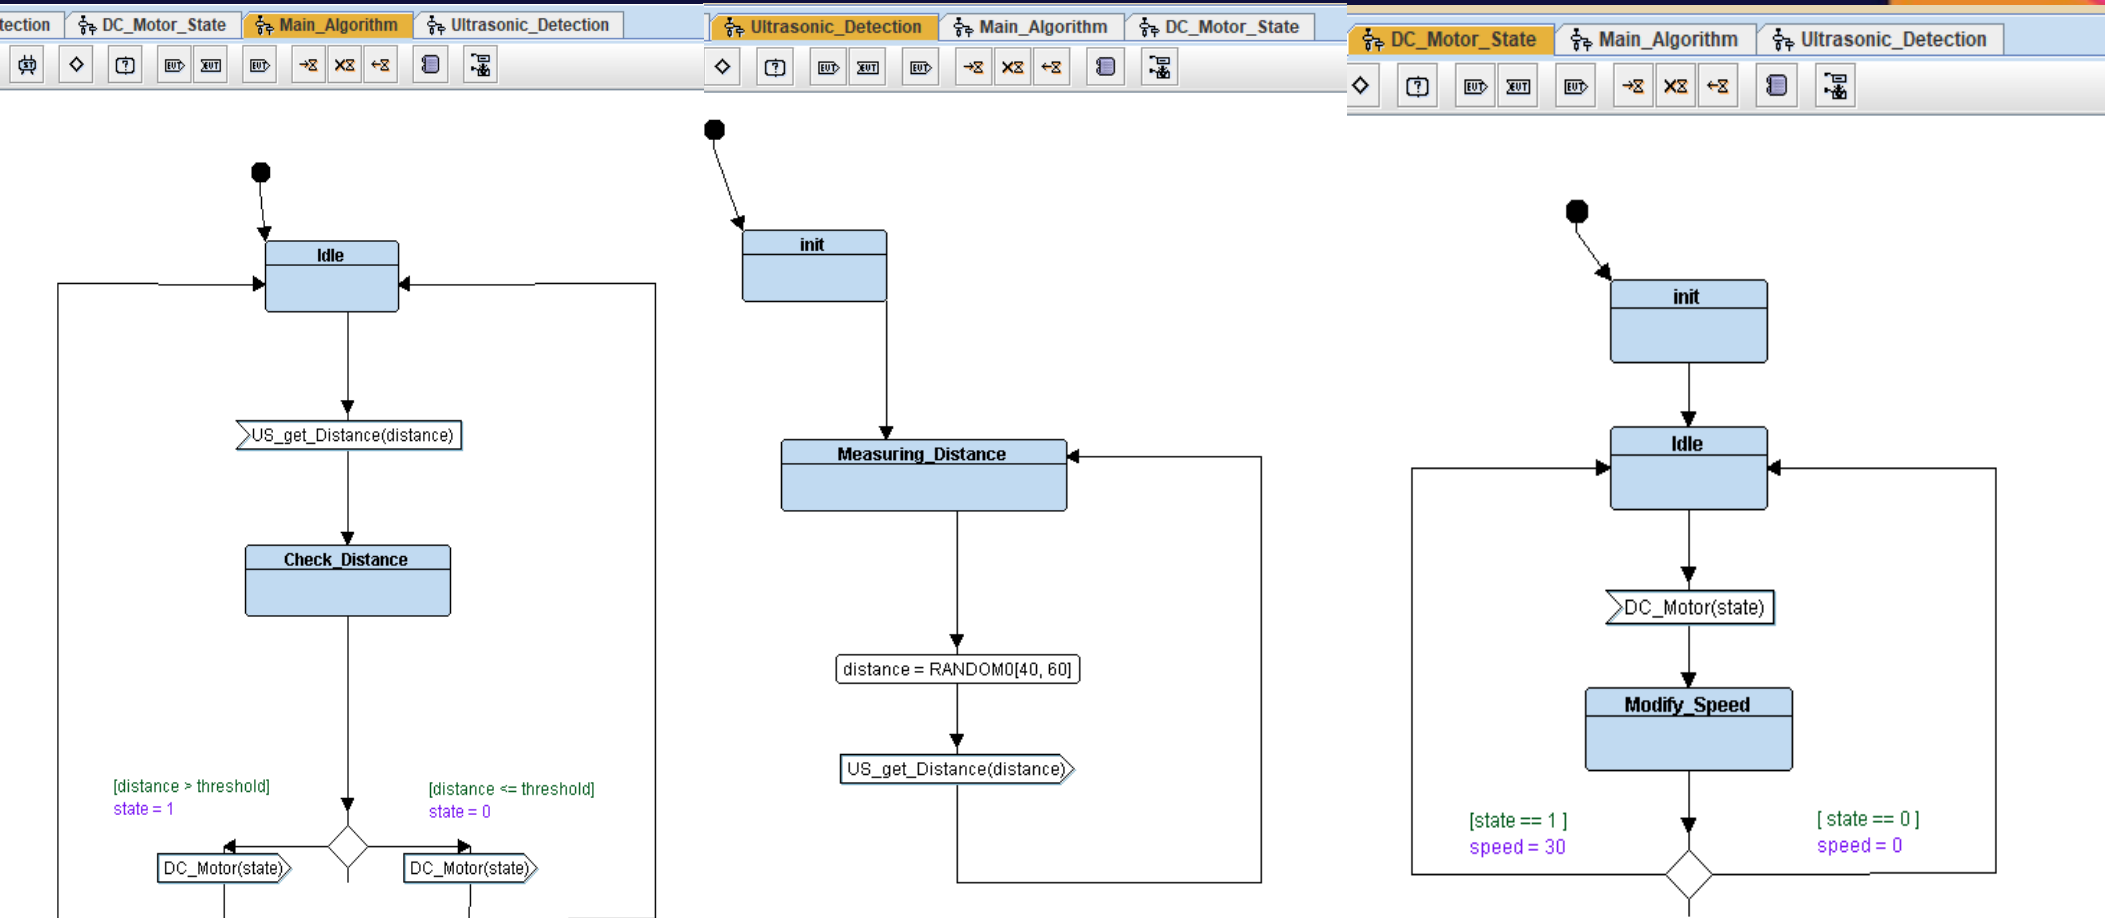 tection
DC_Motor_State
Main_Algorithm
Ultrasonic_Detection
Idle
US_get_Distance(distance)
Check_Distance
[distance > threshold]
state = 1
[distance <= threshold]
state = 0
DC_Motor(state)
DC_Motor(state)
Ultrasonic_Detection
Main_Algorithm
DC_Motor_State
init
Measuring_Distance
distance = RANDOM0[40, 60]
US_get_Distance(distance)
DC_Motor_State
Main_Algorithm
Ultrasonic_Detection
init
Idle
DC_Motor(state)
Modify_Speed
[state == 1 ]
speed = 30
[ state == 0 ]
speed = 0